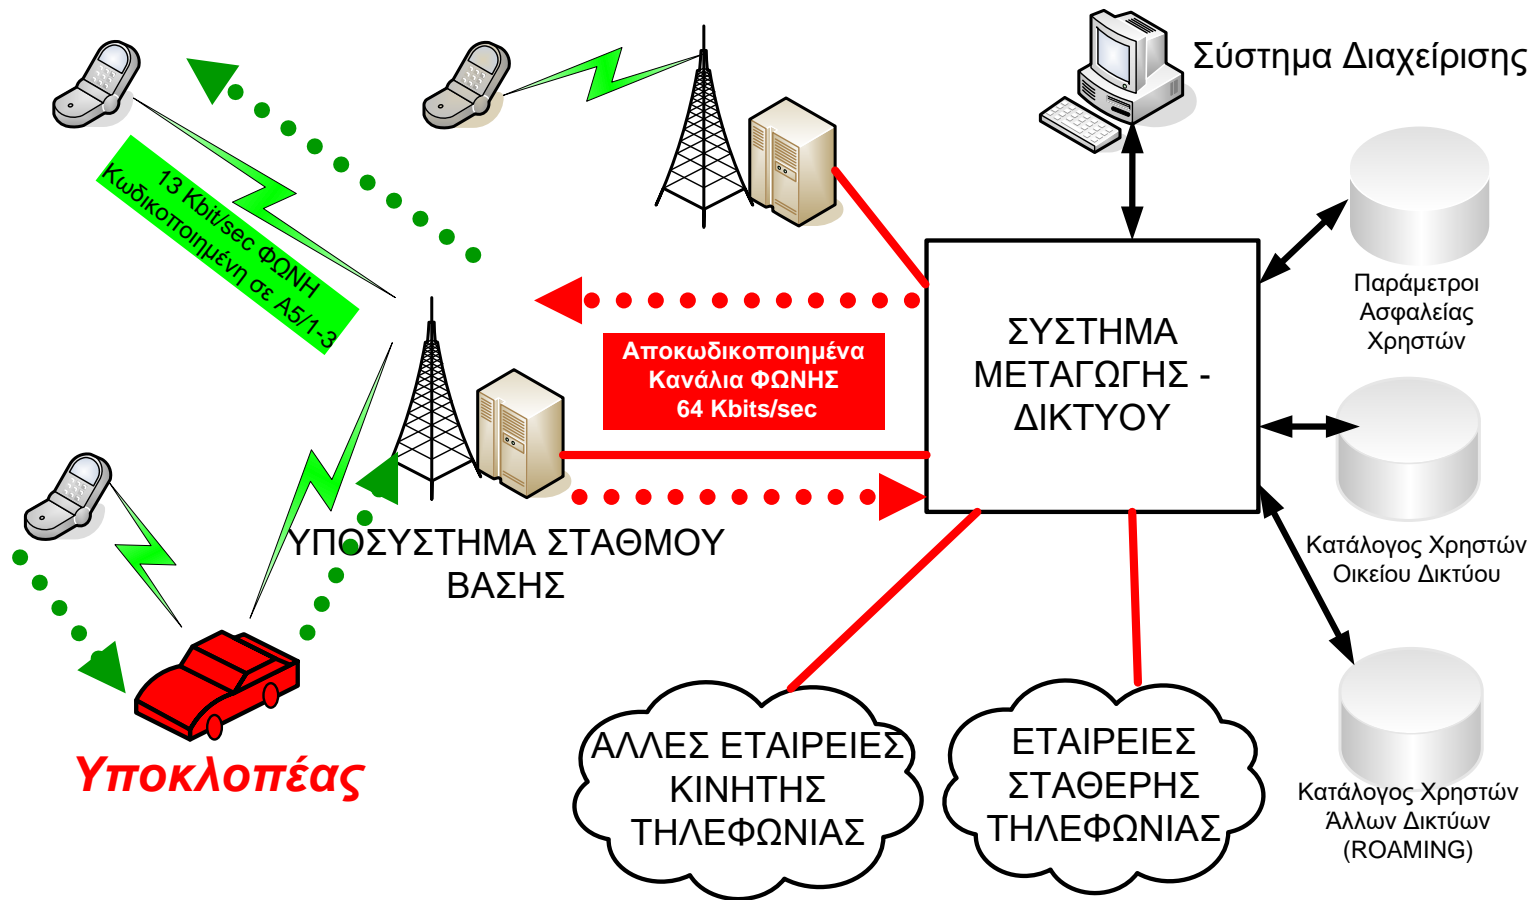 Σύστημα Διαχείρισης
13 Kbit/sec ΦΩΝΗ
Κωδικοποιημένη σε A5/1-3
Παράμετροι
Ασφαλείας
Χρηστών
Αποκωδικοποιημένα
Κανάλια ΦΩΝΗΣ
64 Kbits/sec
ΣΥΣΤΗΜΑ
ΜΕΤΑΓΩΓΗΣ -
ΔΙΚΤΥΟΥ
ΥΠΟΣΥΣΤΗΜΑ ΣΤΑΘΜΟΥ
ΒΑΣΗΣ
Κατάλογος Χρηστών
Οικείου Δικτύου
Υποκλοπέας
ΑΛΛΕΣ ΕΤΑΙΡΕΙΕΣ
ΚΙΝΗΤΗΣ
ΤΗΛΕΦΩΝΙΑΣ
ΕΤΑΙΡΕΙΕΣ
ΣΤΑΘΕΡΗΣ
ΤΗΛΕΦΩΝΙΑΣ
Κατάλογος Χρηστών
Άλλων Δικτύων
(ROAMING)